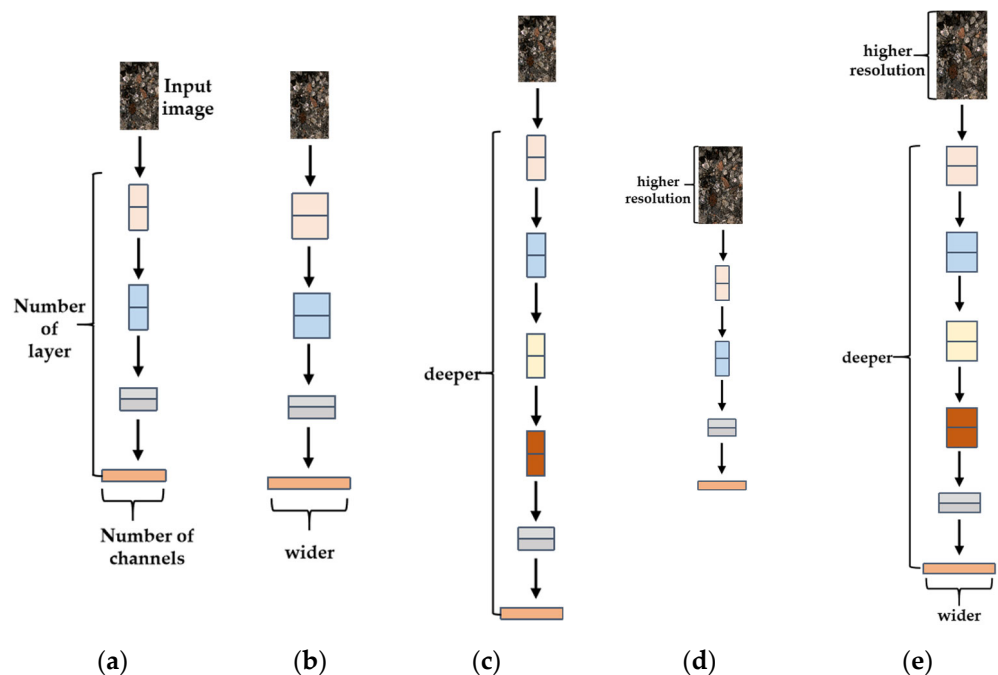 Input
image
Number
of
layer
Number of
channels
(a)
wider
(b)
deeper
(c)
higher
resolution
(d)
higher
resolution
deeper
wider
(e)